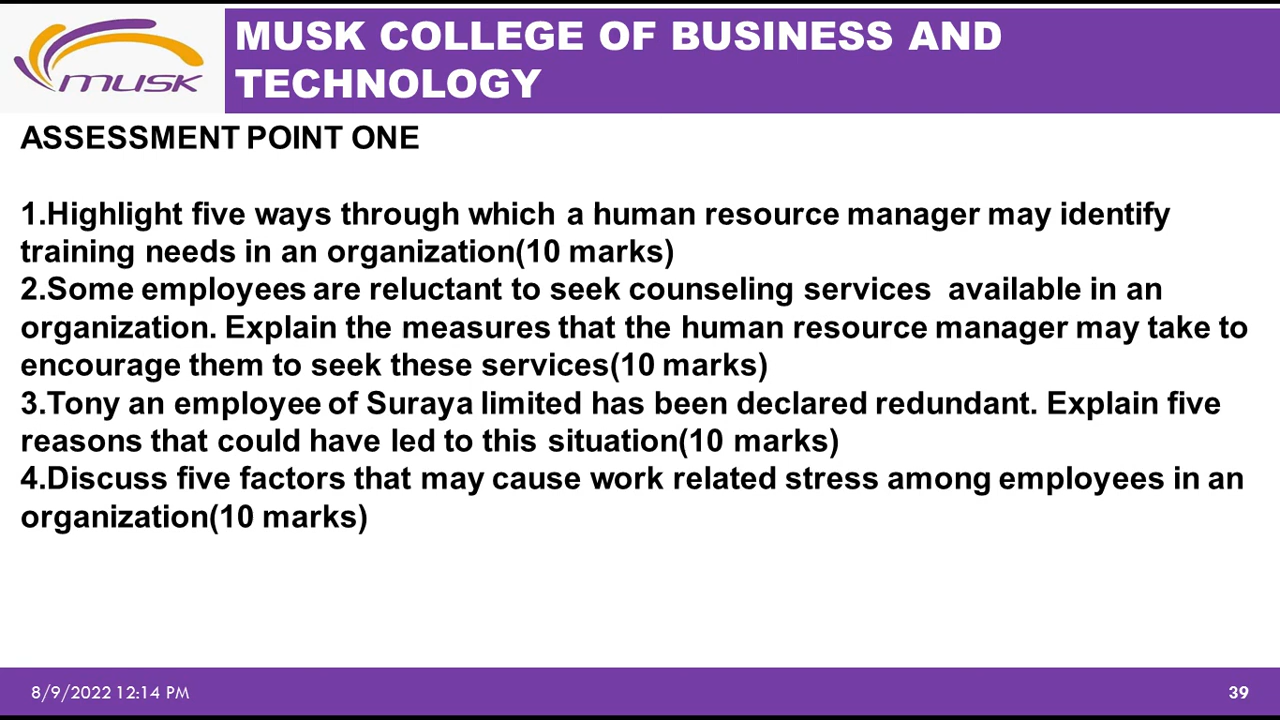 musk
MUSK COLLEGE OF BUSINESS AND
TECHNOLOGY
ASSESSMENT POINT ONE
1.Highlight five ways through which a human resource manager may identify
training needs in an organization(10 marks)
2.Some employees are reluctant to seek counseling services  available in an
organization. Explain the measures that the human resource manager may take to
encourage them to seek these services(10 marks)
3.Tony an employee of Suraya limited has been declared redundant. Explain five
reasons that could have led to this situation(10 marks)
4.Discuss five factors that may cause work related stress among employees in an
organization(10 marks)
8/9/2022 12:14 PM
39